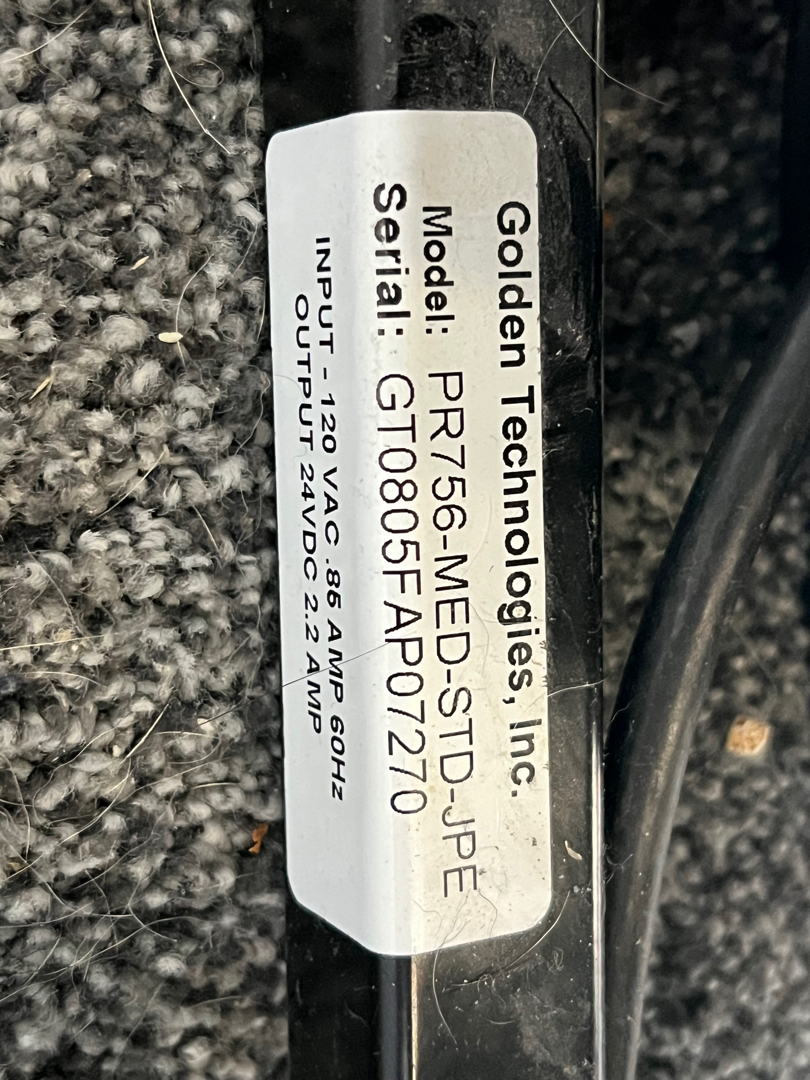 Golden Technologies, Inc.
Model: PR756-MED-STD-JPE
Serial: GT0805FAP07270
INPUT - 120 VAC .85 AMP 60Hz
OUTPUT 24VDC 2.2 AMP